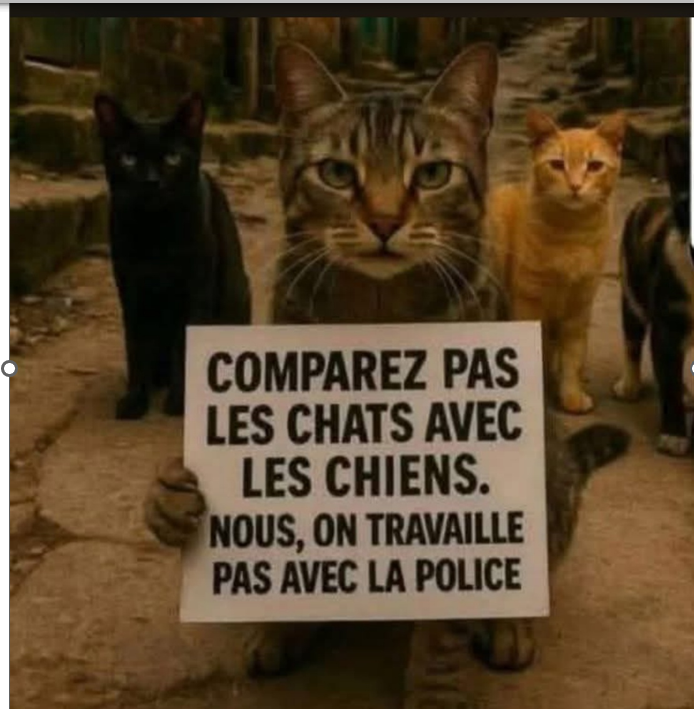 COMPAREZ PAS
LES CHATS AVEC
LES CHIENS.
NOUS, ON TRAVAILLE
PAS AVEC LA POLICE